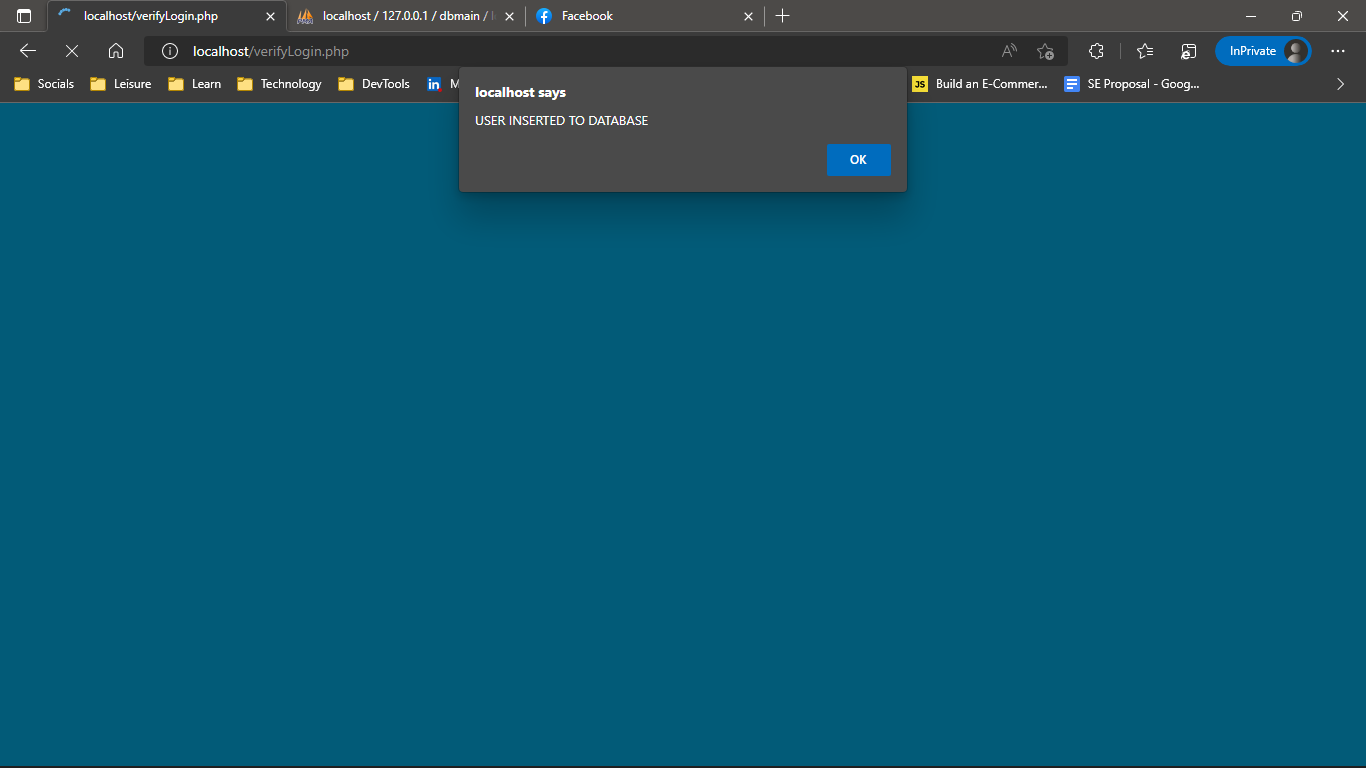 localhost/verifyLogin.php
localhost / 127.0.0.1 / dbmain /
Facebook
localhost/verifyLogin.php
InPrivate
Socials
Leisure
Learn
Technology
DevTools
in
M
JS
Build an E-Commer...
SE Proposal - Goog...
localhost says
USER INSERTED TO DATABASE
OK